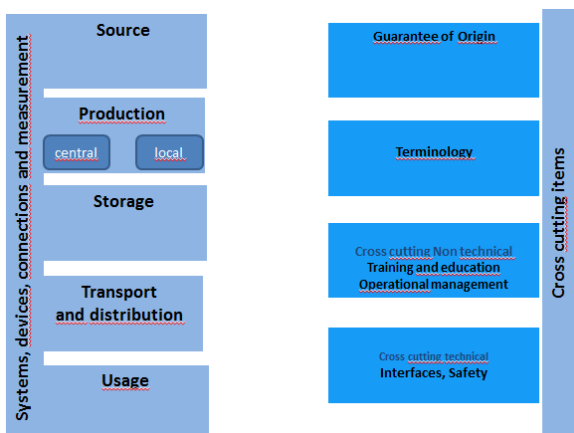 Systems, devices, connections and measurement
Source
Production
central
local
Storage
Transport
and distribution
Usage
Guarantee of Origin
Terminology
Cross cutting Non technical
Training and education
Operational management
Cross cutting technical
Interfaces, Safety
Cross cutting items